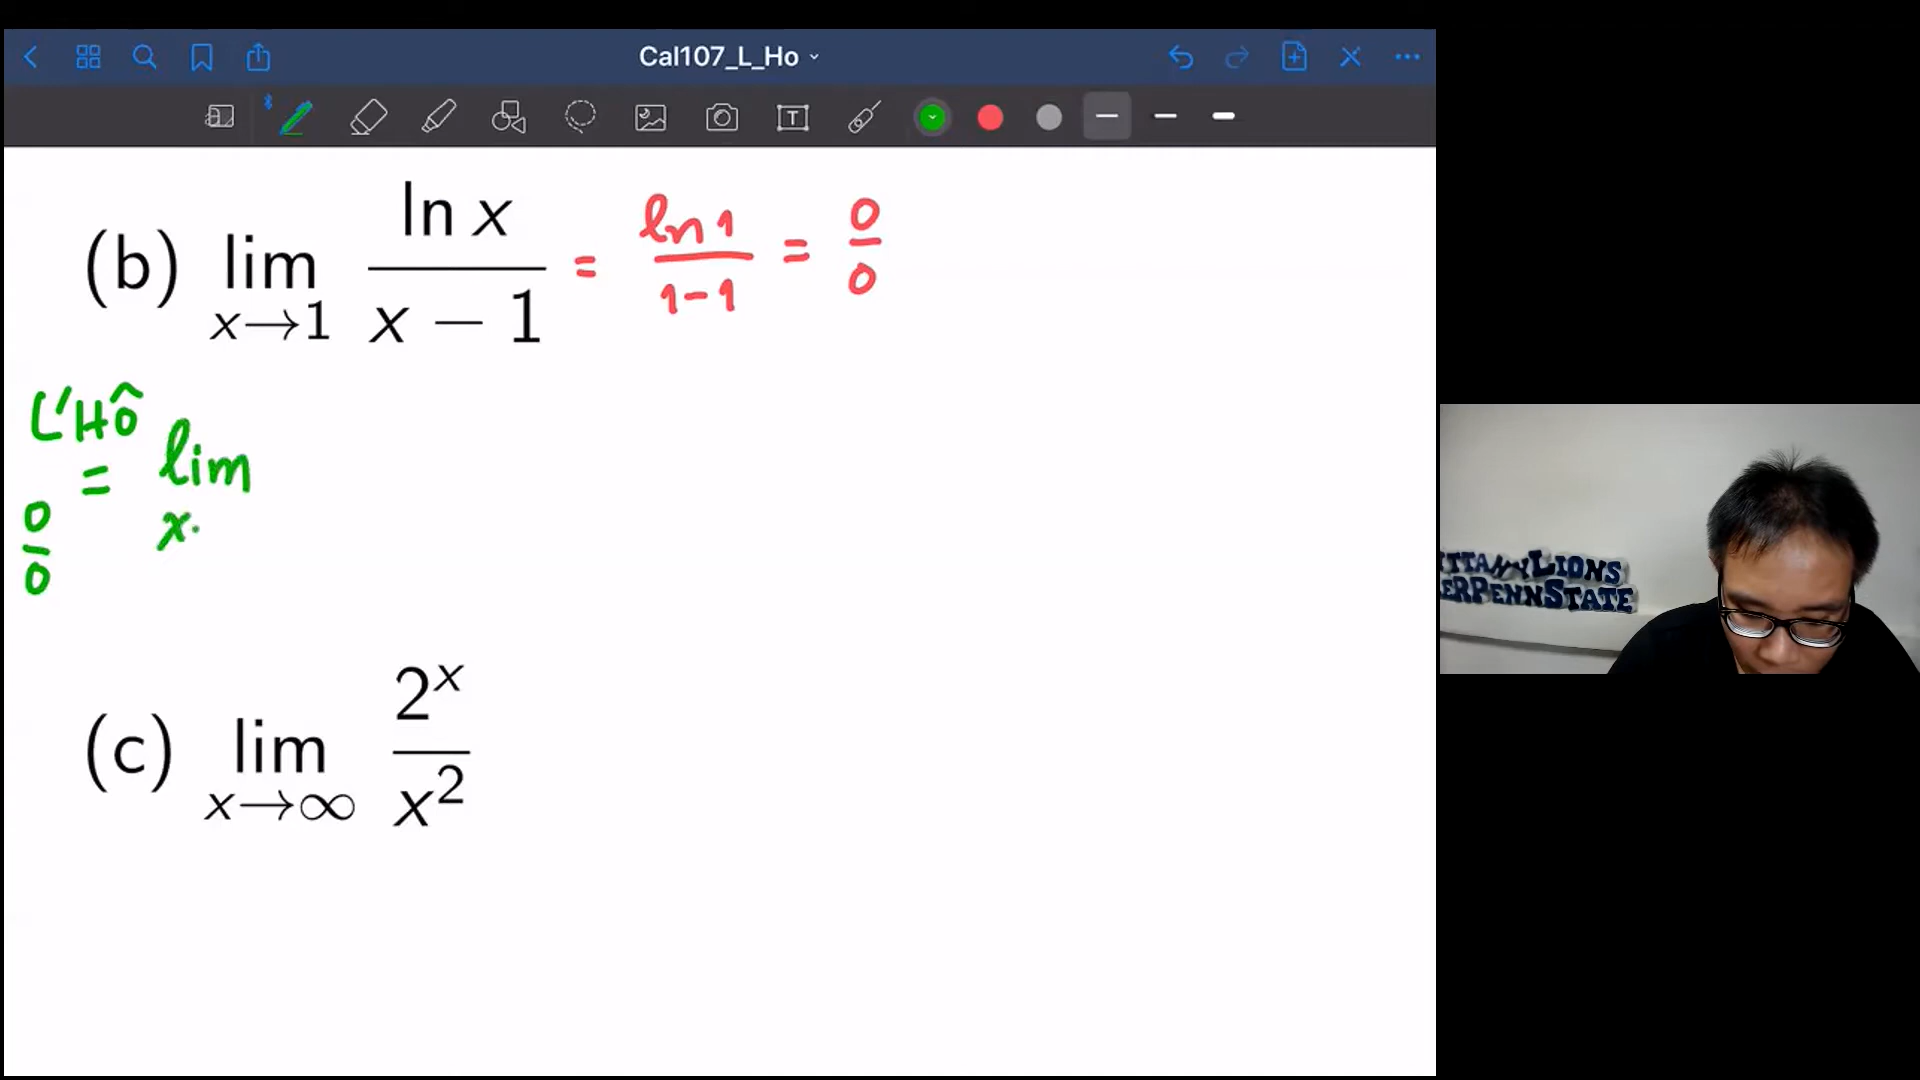 Cal107_L_Ho
T
(b) lim x→1 ln x / x − 1 = ln 1 / 1-1 = 0/0
L'HÔ = 0/0 lim x
(c) lim x→∞ 2^x / x^2
LIONS
PENNSTATE